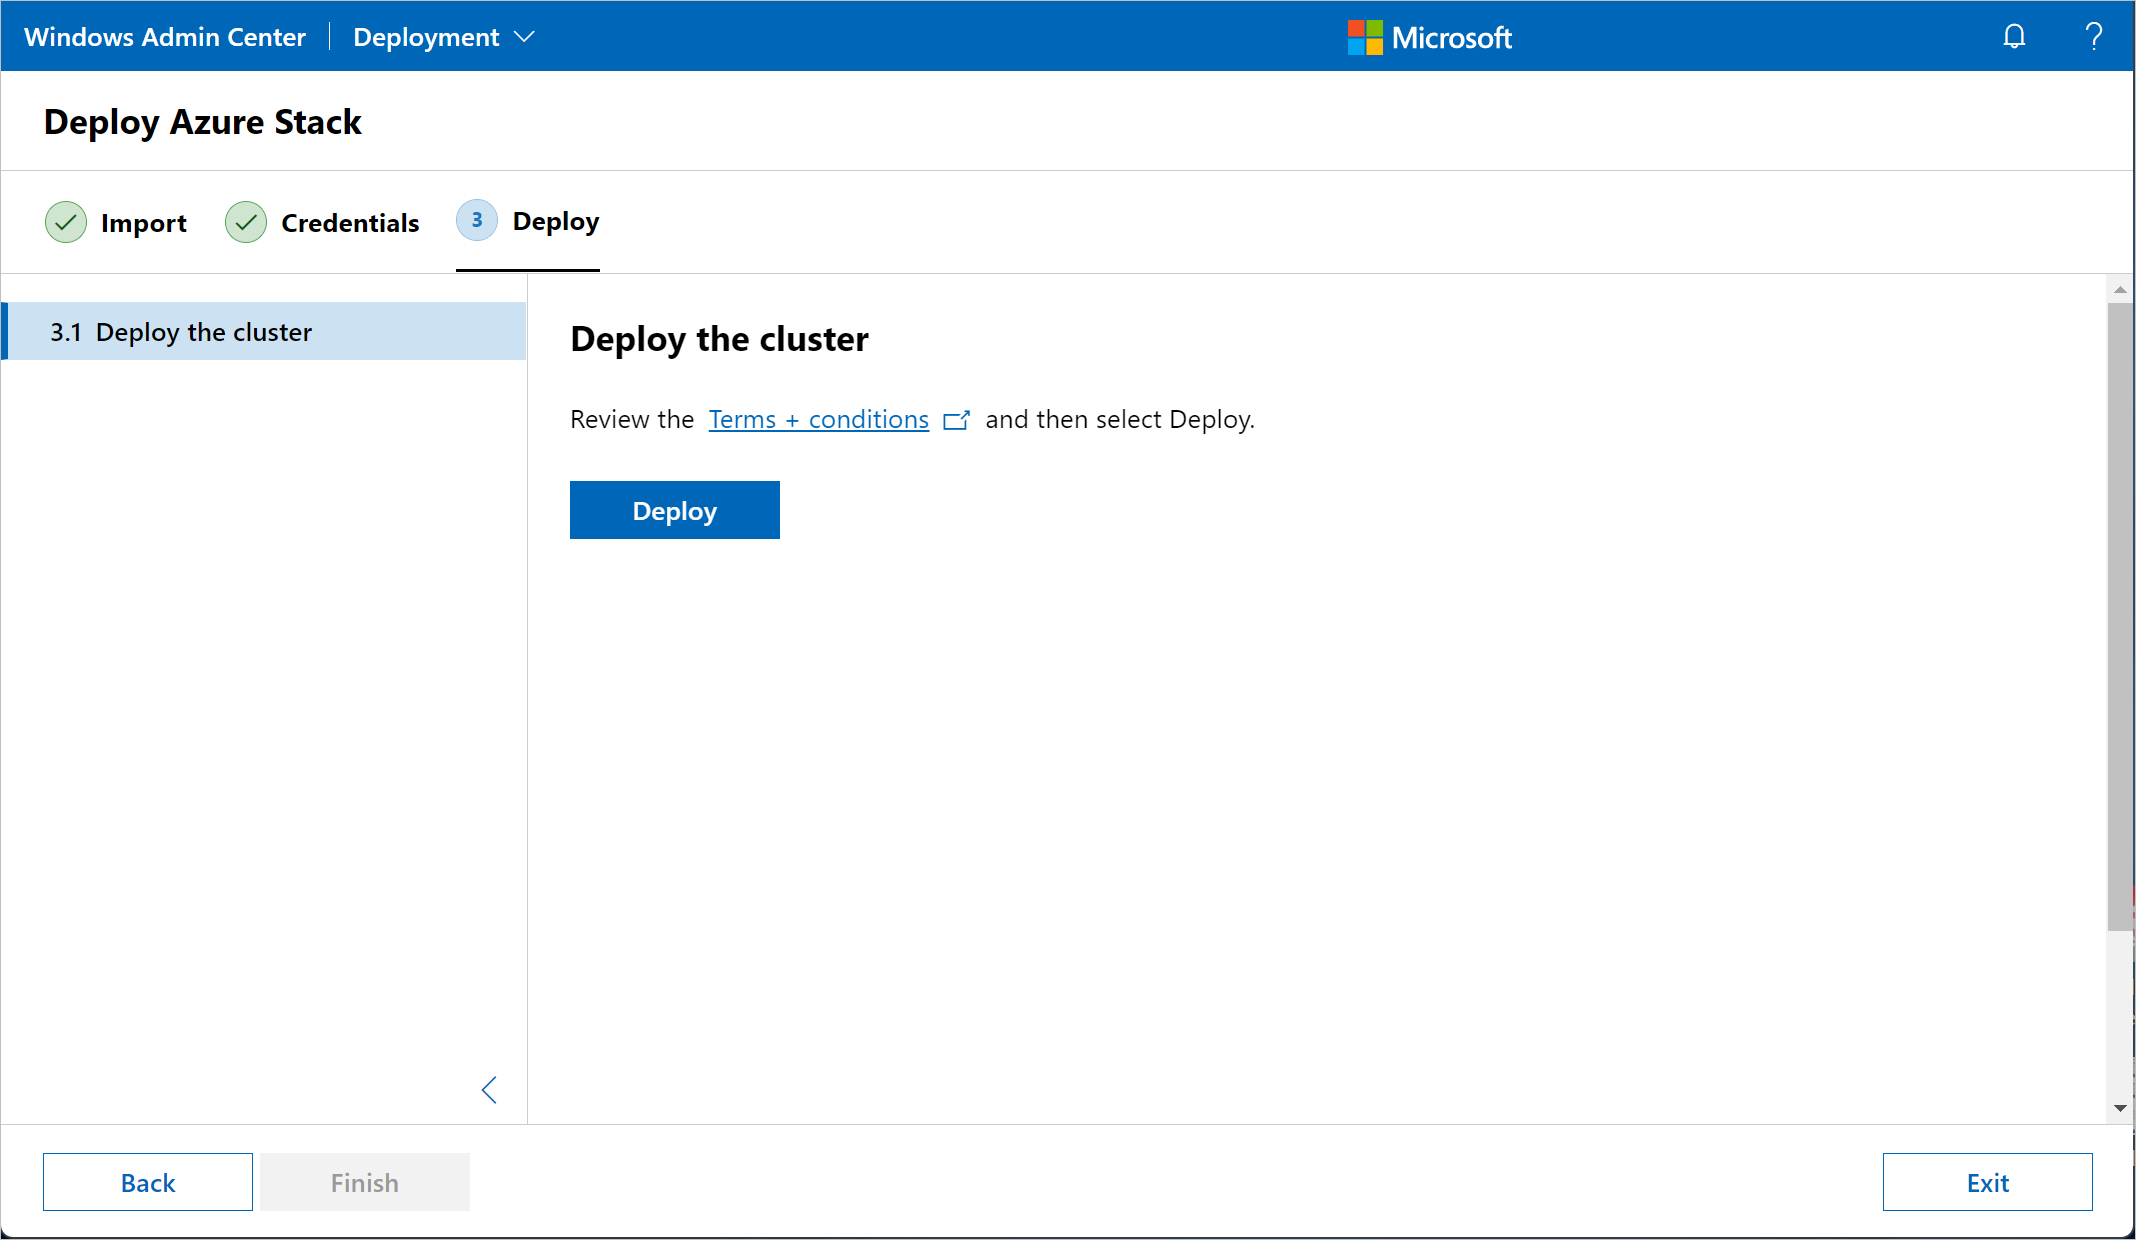 Windows Admin Center Deployment Microsoft ?
Deploy Azure Stack
Import Credentials 3 Deploy
3.1 Deploy the cluster
Deploy the cluster
Review the Terms + conditions and then select Deploy.
Deploy
Back Finish Exit